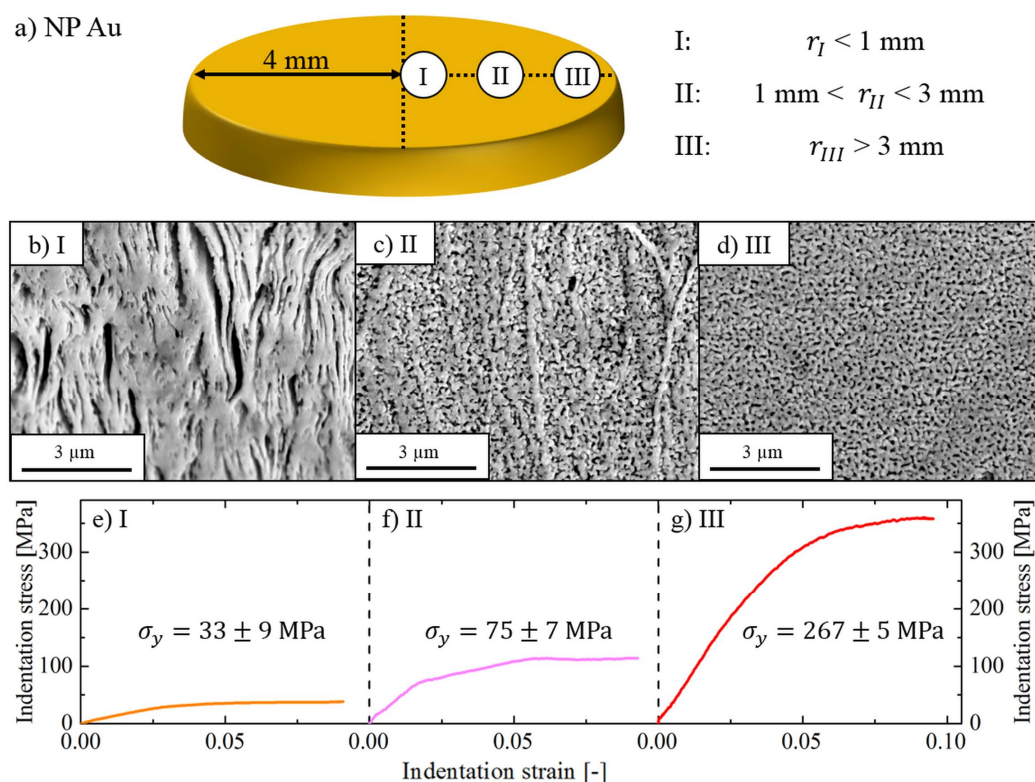 a) NP Au
4 mm
I
II
III
I: r_I < 1 mm
II: 1 mm < r_II < 3 mm
III: r_III > 3 mm
b) I
c) II
d) III
3 µm
3 µm
3 µm
e) I
f) II
g) III
Indentation stress [MPa]
300
200
100
0
σ_y = 33 ± 9 MPa
σ_y = 75 ± 7 MPa
σ_y = 267 ± 5 MPa
300
200
100
0
Indentation stress [MPa]
0.00
0.05
0.00
0.05
0.00
0.05
0.10
Indentation strain [-]